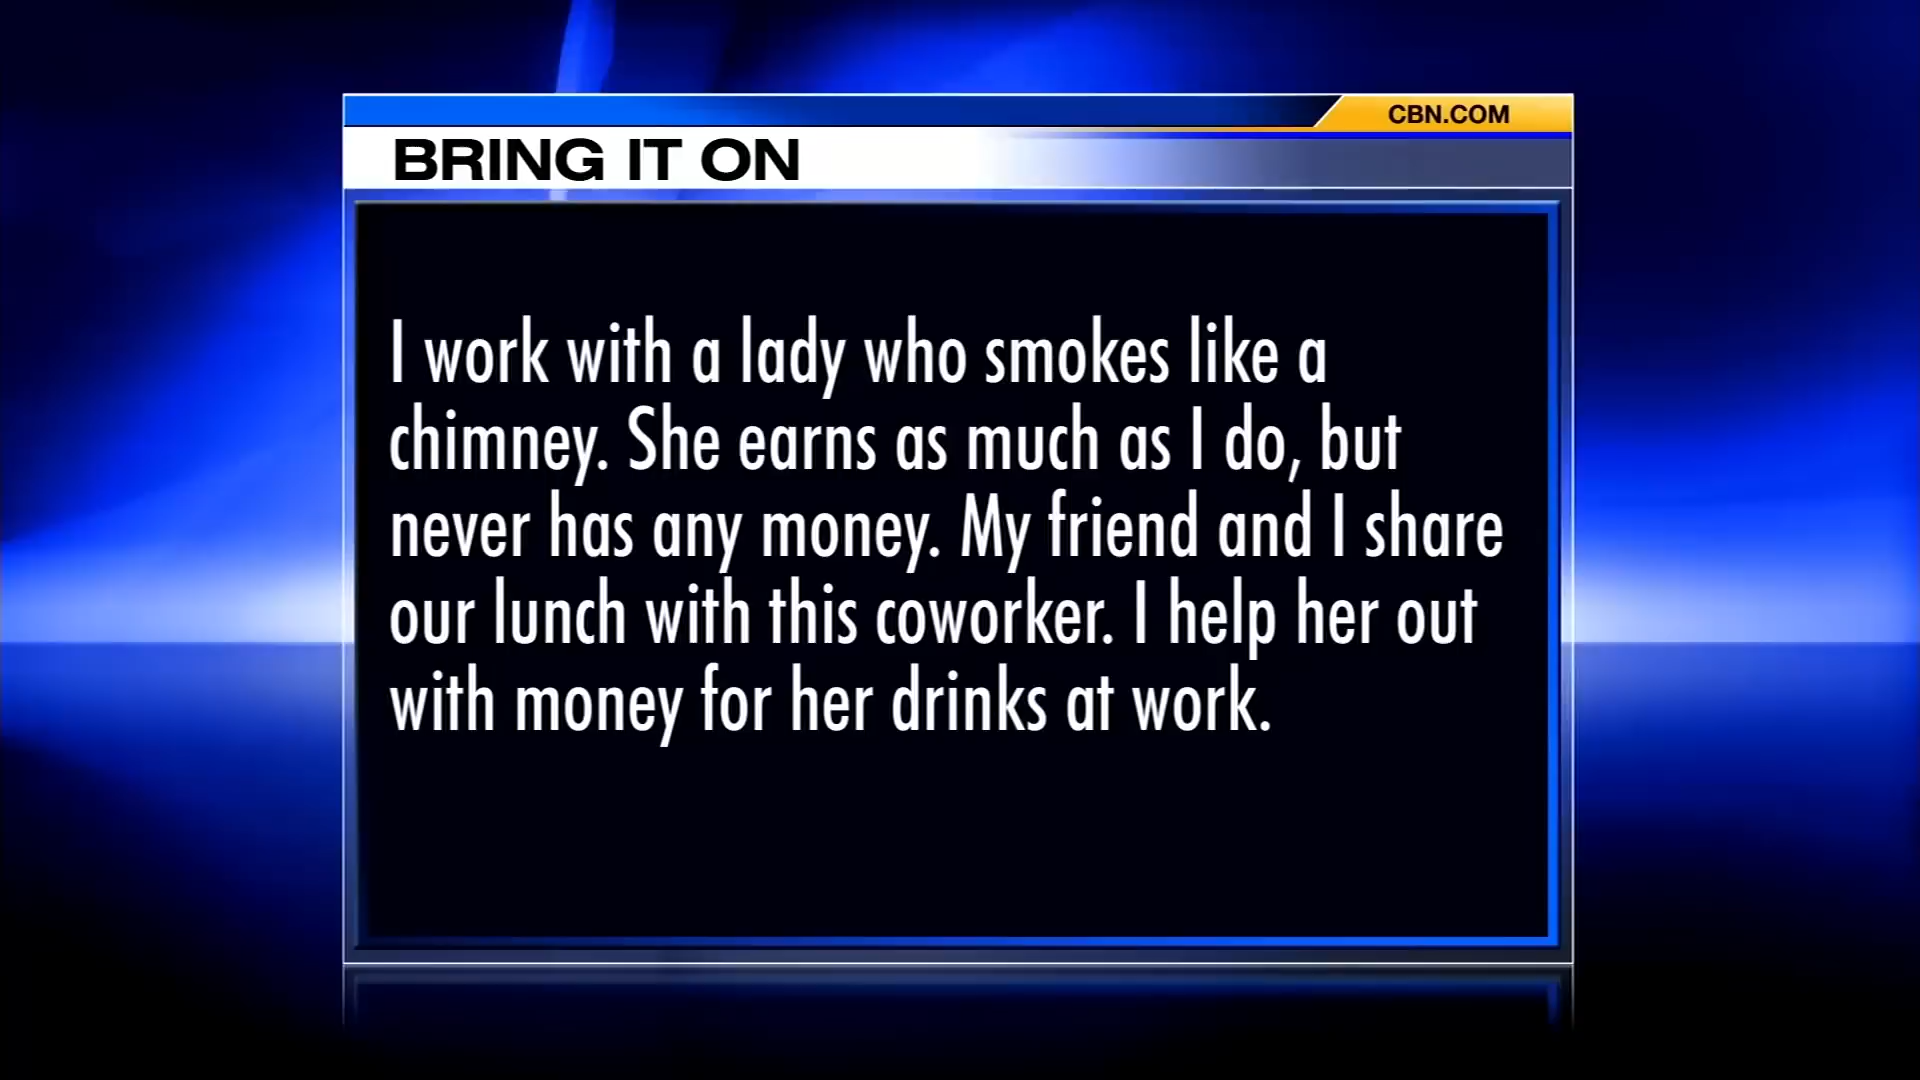 CBN.COM
BRING IT ON
I work with a lady who smokes like a
chimney. She earns as much as I do, but
never has any money. My friend and I share
our lunch with this coworker. I help her out
with money for her drinks at work.